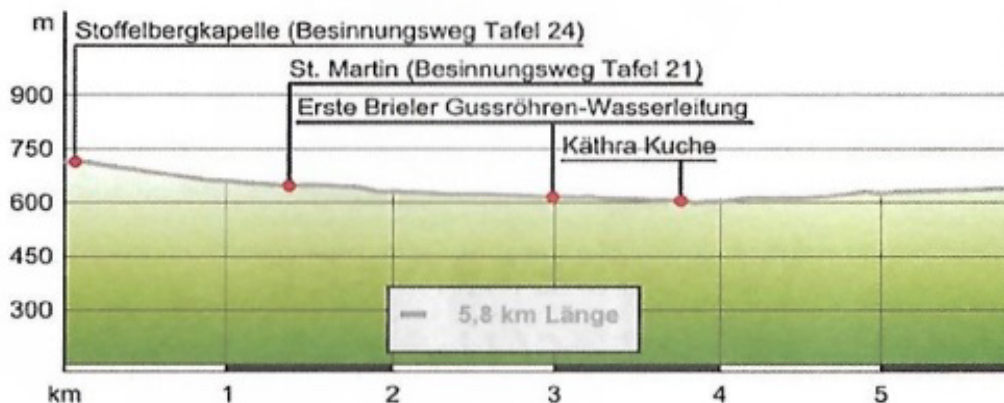 m
Stoffelbergkapelle (Besinnungsweg Tafel 24)
St. Martin (Besinnungsweg Tafel 21)
900
Erste Brieler Gussröhren-Wasserleitung
750
Käthra Kuche
600
450
300
5,8 km Länge
km 1 2 3 4 5